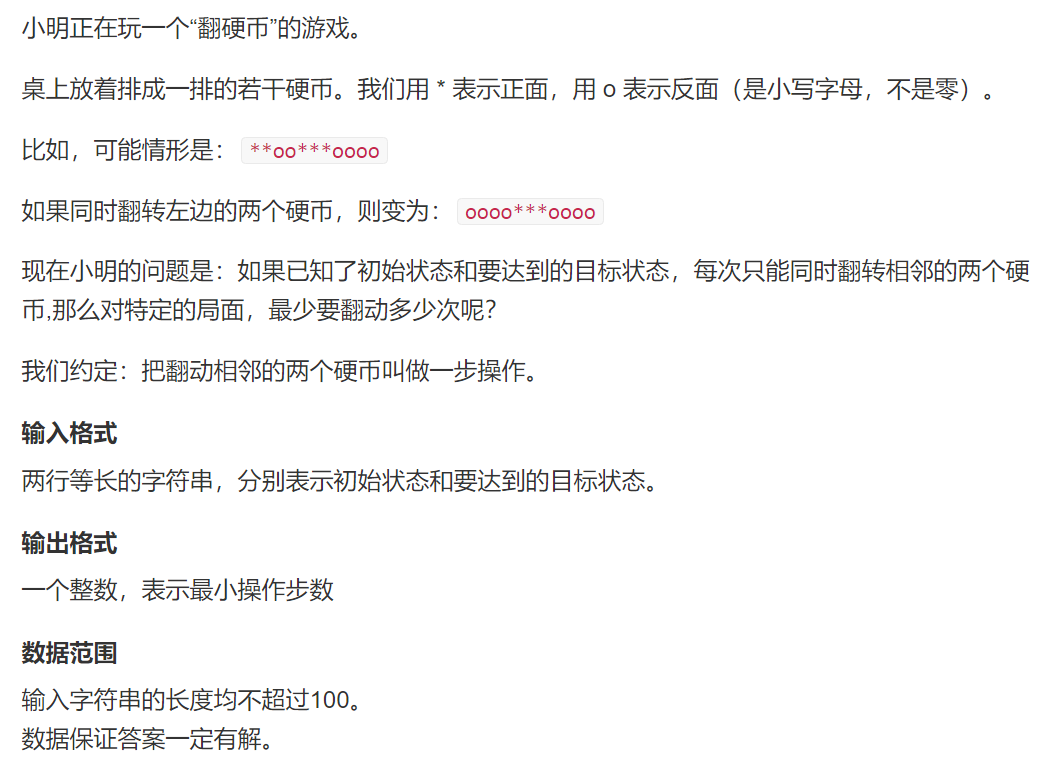 小明正在玩一个“翻硬币”的游戏。
桌上放着排成一排的若干硬币。我们用 * 表示正面，用 o 表示反面（是小写字母，不是零）。
比如，可能情形是： **oo***oooo
如果同时翻转左边的两个硬币，则变为： oooo***oooo
现在小明的问题是：如果已知了初始状态和要达到的目标状态，每次只能同时翻转相邻的两个硬
币,那么对特定的局面，最少要翻动多少次呢？
我们约定：把翻动相邻的两个硬币叫做一步操作。
输入格式
两行等长的字符串，分别表示初始状态和要达到的目标状态。
输出格式
一个整数，表示最小操作步数
数据范围
输入字符串的长度均不超过100。
数据保证答案一定有解。